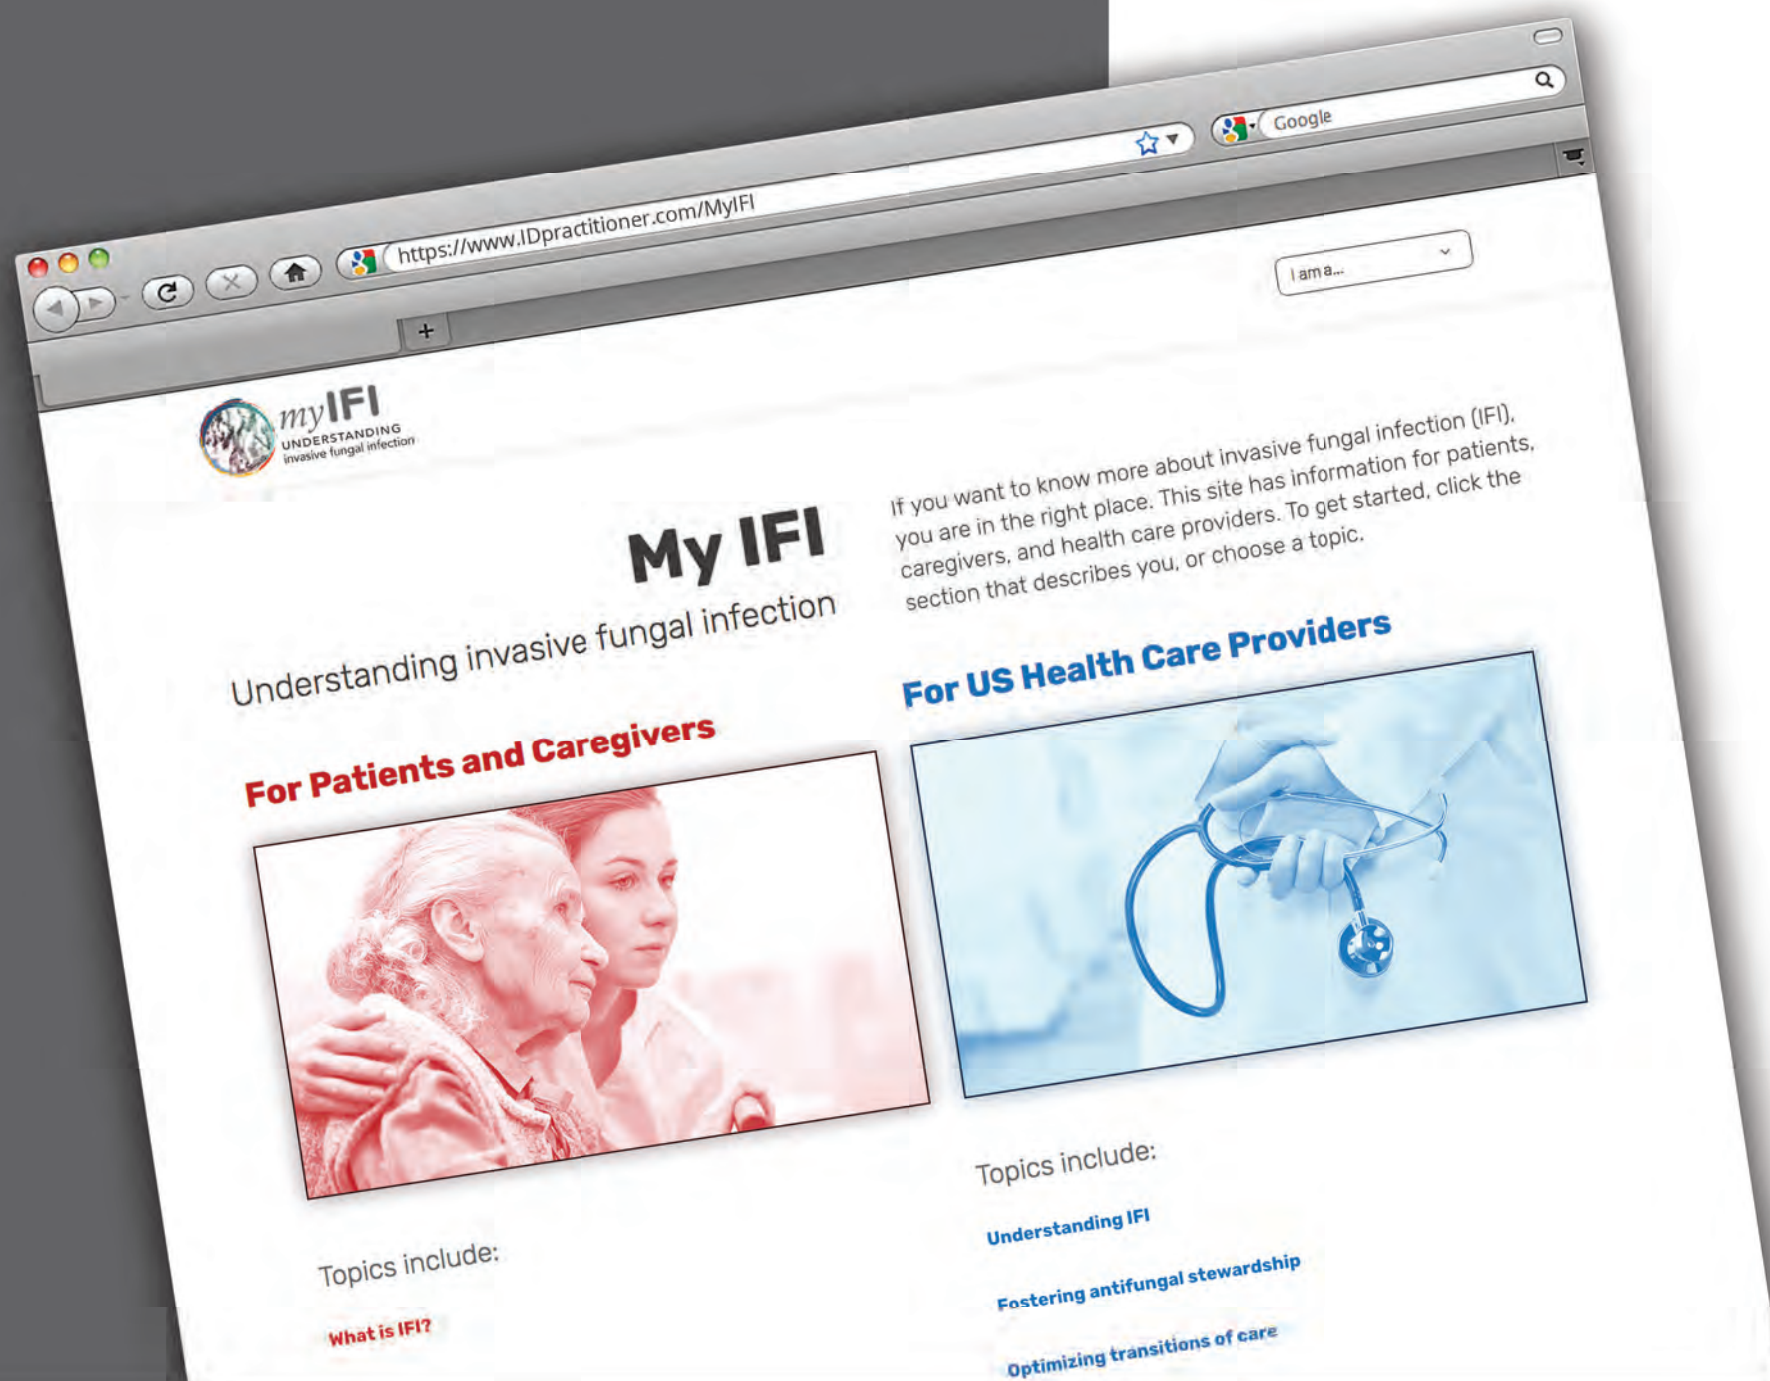 Google
https://www.IDpractitioner.com/MyIFI
I am a...
myIFI
UNDERSTANDING
invasive fungal infection
If you want to know more about invasive fungal infection (IFI),
you are in the right place. This site has information for patients,
caregivers, and health care providers. To get started, click the
section that describes you, or choose a topic.
My IFI
Understanding invasive fungal infection
For Patients and Caregivers
Topics include:
What is IFI?
For US Health Care Providers
Topics include:
Understanding IFI
Fostering antifungal stewardship
Optimizing transitions of care